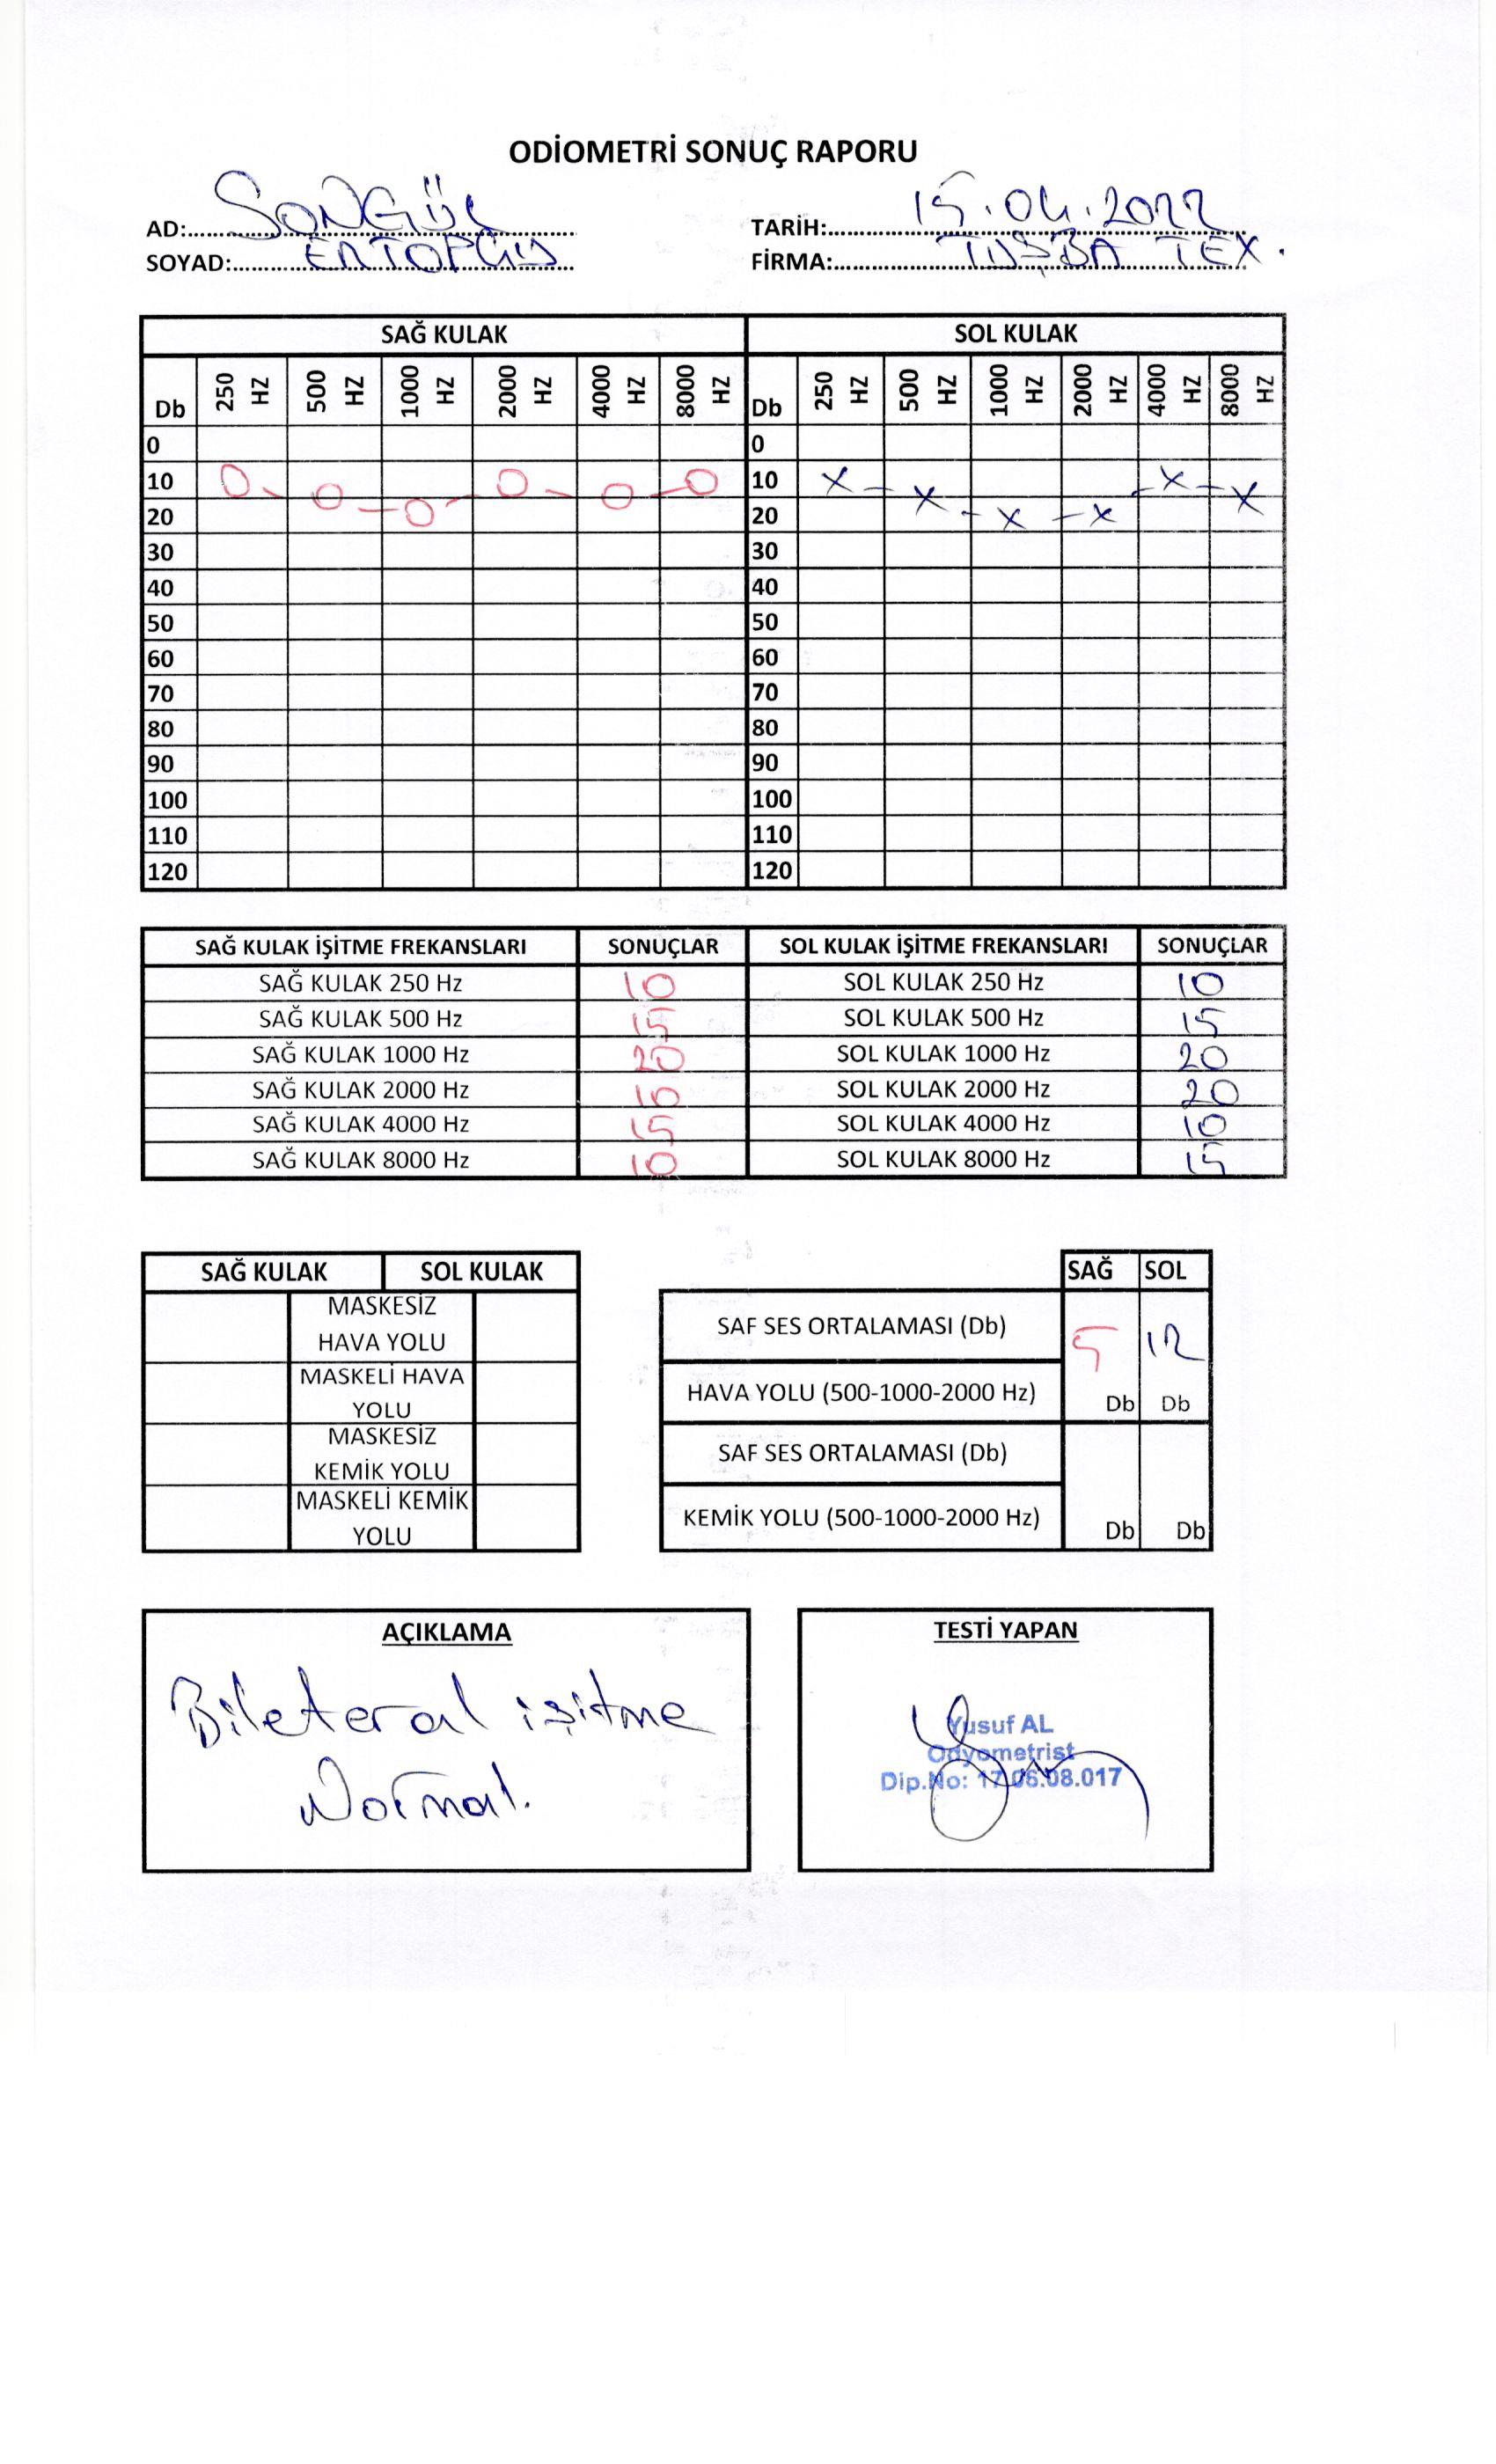 ODİOMETRİ SONUÇ RAPORU
AD: SONGÜL TARİH: 15.04.2022
SOYAD: ERTOPÇU FİRMA: TUŞBA TEX.
SAĞ KULAK SOL KULAK
Db 250 HZ 500 HZ 1000 HZ 2000 HZ 4000 HZ 8000 HZ Db 250 HZ 500 HZ 1000 HZ 2000 HZ 4000 HZ 8000 HZ
0 0
10 10
20 20
30 30
40 40
50 50
60 60
70 70
80 80
90 90
100 100
110 110
120 120
SAĞ KULAK İŞİTME FREKANSLARI SONUÇLAR SOL KULAK İŞİTME FREKANSLARI SONUÇLAR
SAĞ KULAK 250 Hz 10 SOL KULAK 250 Hz 10
SAĞ KULAK 500 Hz 15 SOL KULAK 500 Hz 15
SAĞ KULAK 1000 Hz 20 SOL KULAK 1000 Hz 20
SAĞ KULAK 2000 Hz 10 SOL KULAK 2000 Hz 20
SAĞ KULAK 4000 Hz 15 SOL KULAK 4000 Hz 10
SAĞ KULAK 8000 Hz 10 SOL KULAK 8000 Hz 15
SAĞ KULAK SOL KULAK
MASKESİZ
HAVA YOLU
MASKELİ HAVA
YOLU
MASKESİZ
KEMİK YOLU
MASKELİ KEMİK
YOLU
SAĞ SOL
SAF SES ORTALAMASI (Db) 5 12
HAVA YOLU (500-1000-2000 Hz) Db Db
SAF SES ORTALAMASI (Db)
KEMİK YOLU (500-1000-2000 Hz) Db Db
AÇIKLAMA
Bileteral işitme
Normal.
TESTİ YAPAN
Yusuf AL
Odyometrist
Dip.No: 17.06.08.017